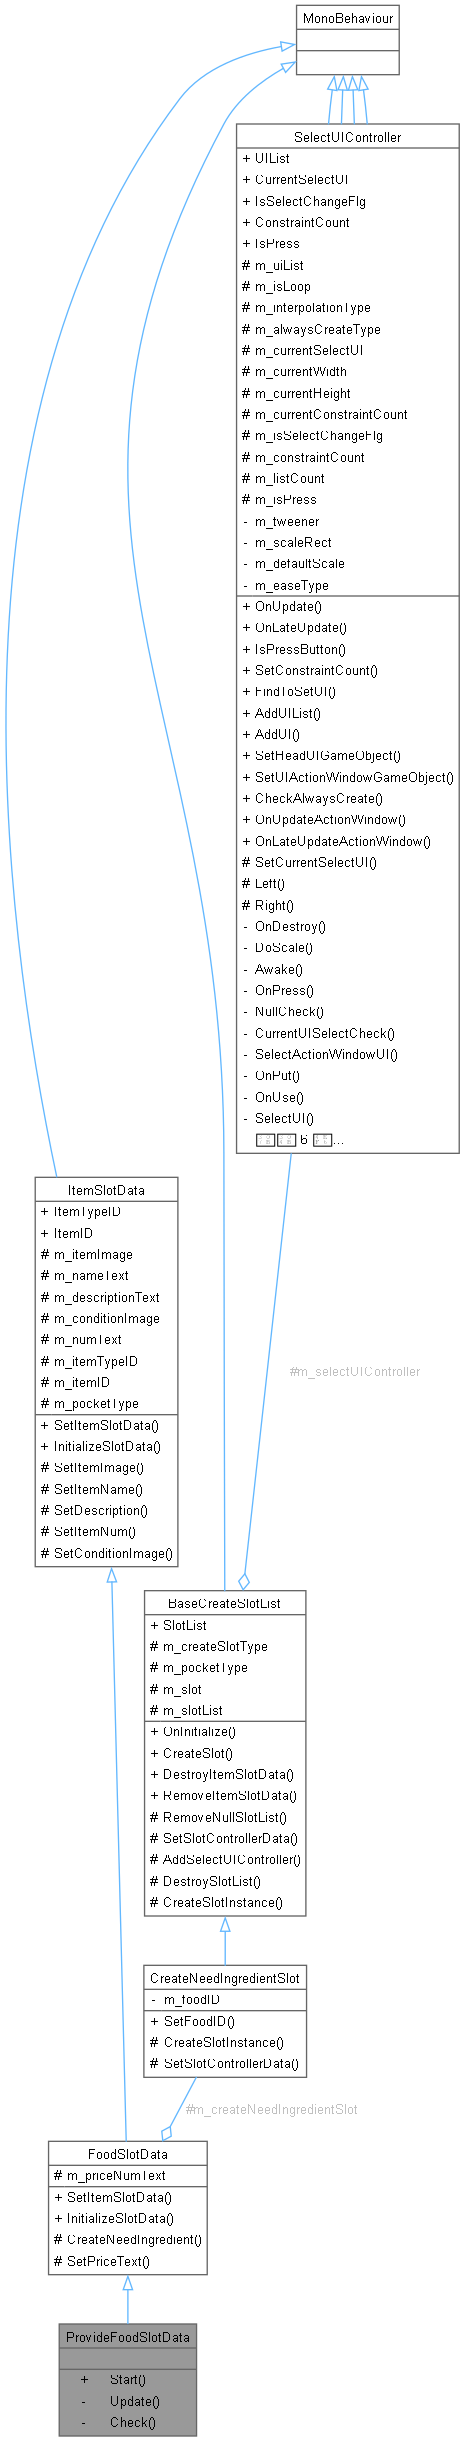 MonoBehaviour
SelectUIController
+ UIList
+ CurrentSelectUI
+ IsSelectChangeFlg
+ ConstraintCount
+ IsPress
# m_uiList
# m_isLoop
# m_interpolationType
# m_alwaysCreateType
# m_currentSelectUI
# m_currentWidth
# m_currentHeight
# m_currentConstraintCount
# m_isSelectChangeFlg
# m_constraintCount
# m_listCount
# m_isPress
- m_tweener
- m_scaleRect
- m_defaultScale
- m_easeType
+ OnUpdate()
+ OnLateUpdate()
+ IsPressButton()
+ SetConstraintCount()
+ FindToSetUI()
+ AddUIList()
+ AddUI()
+ SetHeadUIGameObject()
+ SetUIActionWindowGameObject()
+ CheckAlwaysCreate()
+ OnUpdateActionWindow()
+ OnLateUpdateActionWindow()
# SetCurrentSelectUI()
# Left()
# Right()
- OnDestroy()
- DoScale()
- Awake()
- OnPress()
- NullCheck()
- CurrentUISelectCheck()
- SelectActionWindowUI()
- OnPut()
- OnUse()
- SelectUI()
6 ...
ItemSlotData
+ ItemTypeID
+ ItemID
# m_itemImage
# m_nameText
# m_descriptionText
# m_conditionImage
# m_numText
# m_itemTypeID
# m_itemID
# m_pocketType
+ SetItemSlotData()
+ InitializeSlotData()
# SetItemImage()
# SetItemName()
# SetDescription()
# SetItemNum()
# SetConditionImage()
#m_selectUIController
BaseCreateSlotList
+ SlotList
# m_createSlotType
# m_pocketType
# m_slot
# m_slotList
+ OnInitialize()
+ CreateSlot()
+ DestroyItemSlotData()
+ RemoveItemSlotData()
# RemoveNullSlotList()
# SetSlotControllerData()
# AddSelectUIController()
# DestroySlotList()
# CreateSlotInstance()
CreateNeedIngredientSlot
- m_foodID
+ SetFoodID()
# CreateSlotInstance()
# SetSlotControllerData()
#m_createNeedIngredientSlot
FoodSlotData
# m_priceNumText
+ SetItemSlotData()
+ InitializeSlotData()
# CreateNeedIngredient()
# SetPriceText()
ProvideFoodSlotData
+ Start()
- Update()
- Check()